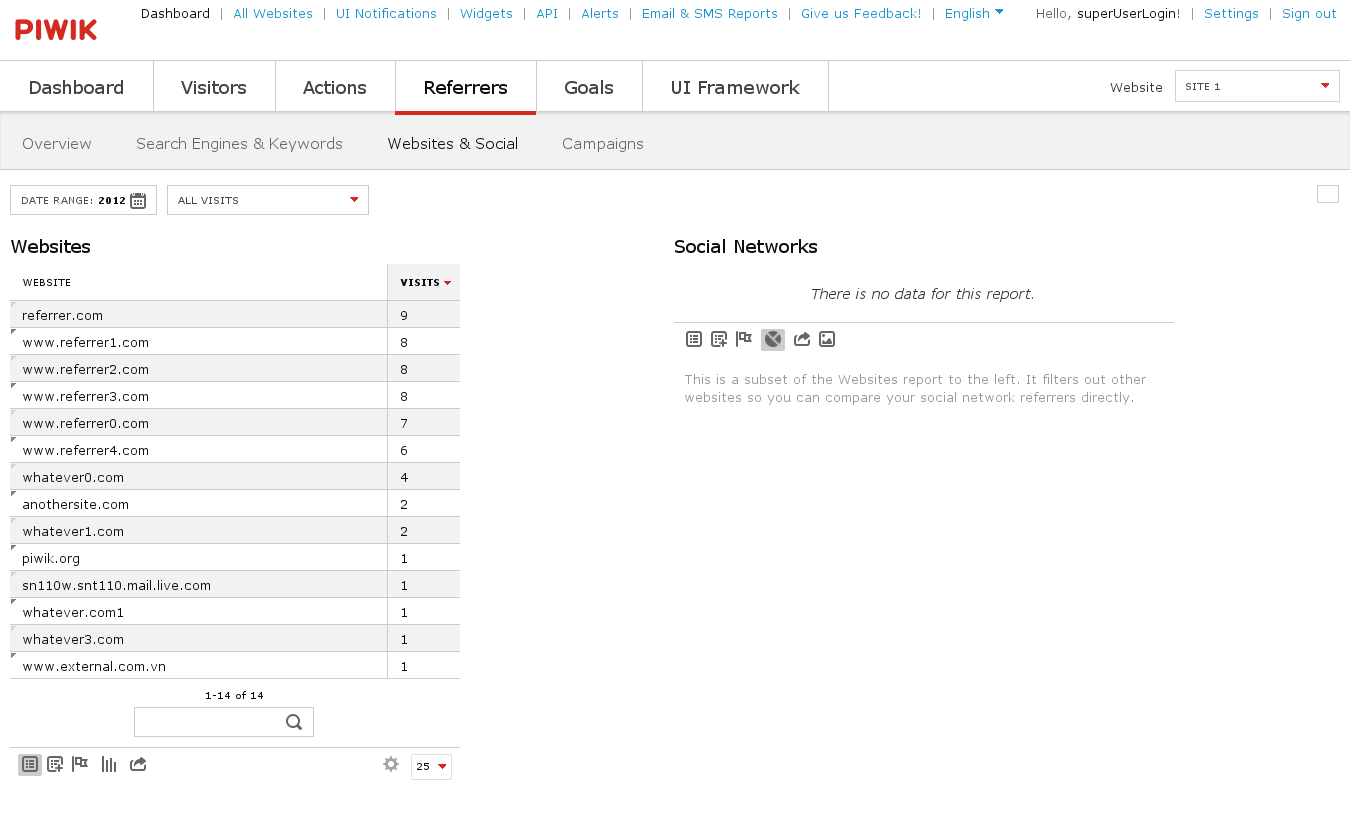 PIWIK
Dashboard | All Websites | UI Notifications | Widgets | API | Alerts | Email & SMS Reports | Give us Feedback! | English
Hello, superUserLogin! | Settings | Sign out
Dashboard
Visitors
Actions
Referrers
Goals
UI Framework
Website
SITE 1
Overview
Search Engines & Keywords
Websites & Social
Campaigns
DATE RANGE: 2012
ALL VISITS
Websites
WEBSITE VISITS
referrer.com 9
www.referrer1.com 8
www.referrer2.com 8
www.referrer3.com 8
www.referrer0.com 7
www.referrer4.com 6
whatever0.com 4
anothersite.com 2
whatever1.com 2
piwik.org 1
sn110w.snt110.mail.live.com 1
whatever.com1 1
whatever3.com 1
www.external.com.vn 1
1-14 of 14
25
Social Networks
There is no data for this report.
This is a subset of the Websites report to the left. It filters out other
websites so you can compare your social network referrers directly.